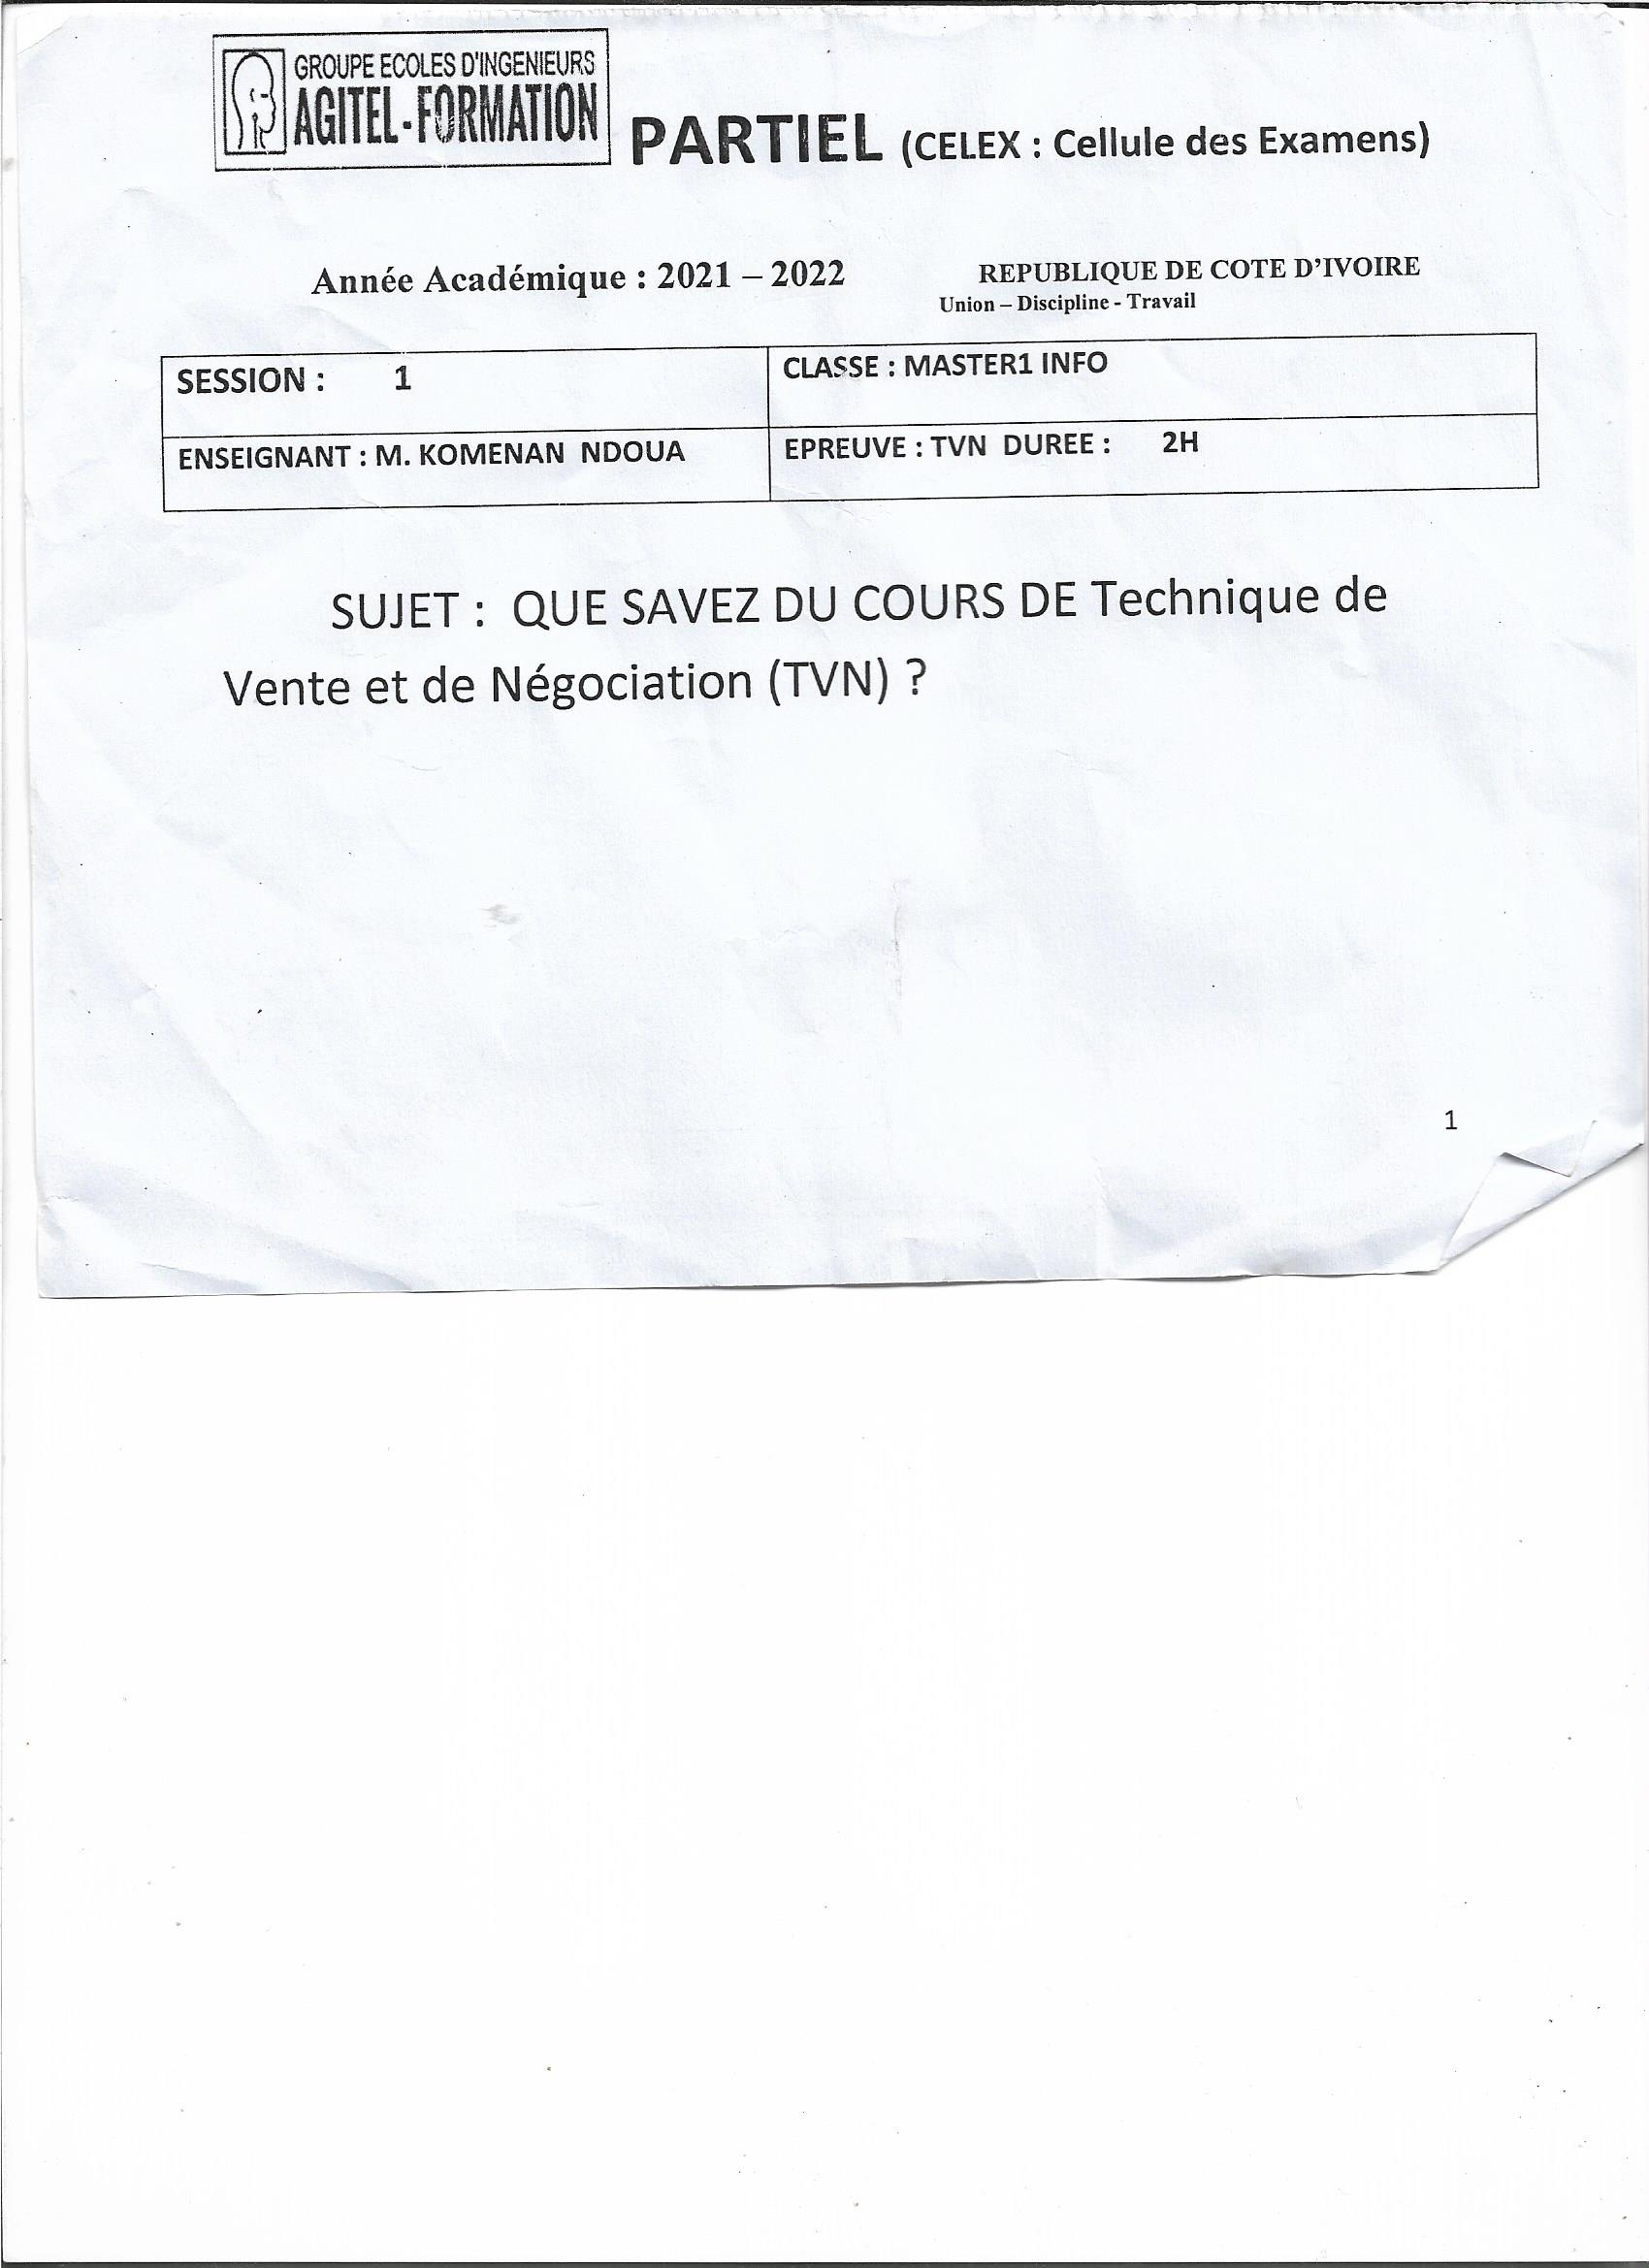 GROUPE ECOLES D'INGENIEURS
AGITEL-FORMATION
PARTIEL (CELEX : Cellule des Examens)
Année Académique : 2021 – 2022
REPUBLIQUE DE COTE D'IVOIRE
Union – Discipline - Travail
SESSION : 1
CLASSE : MASTER1 INFO
ENSEIGNANT : M. KOMENAN NDOUA
EPREUVE : TVN DUREE : 2H
SUJET : QUE SAVEZ DU COURS DE Technique de
Vente et de Négociation (TVN) ?
1